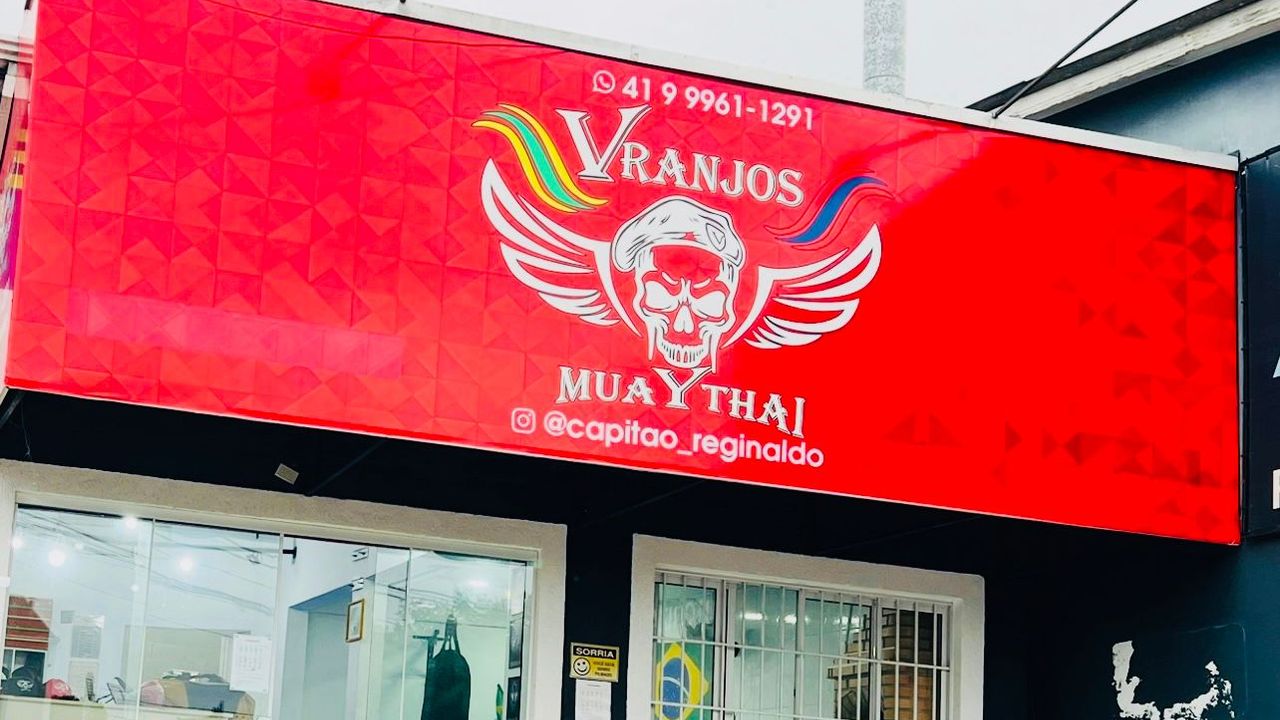 41 9 9961-1291
VRANJOS
MUAYTHAI
@capitao_reginaldo
SORRIA